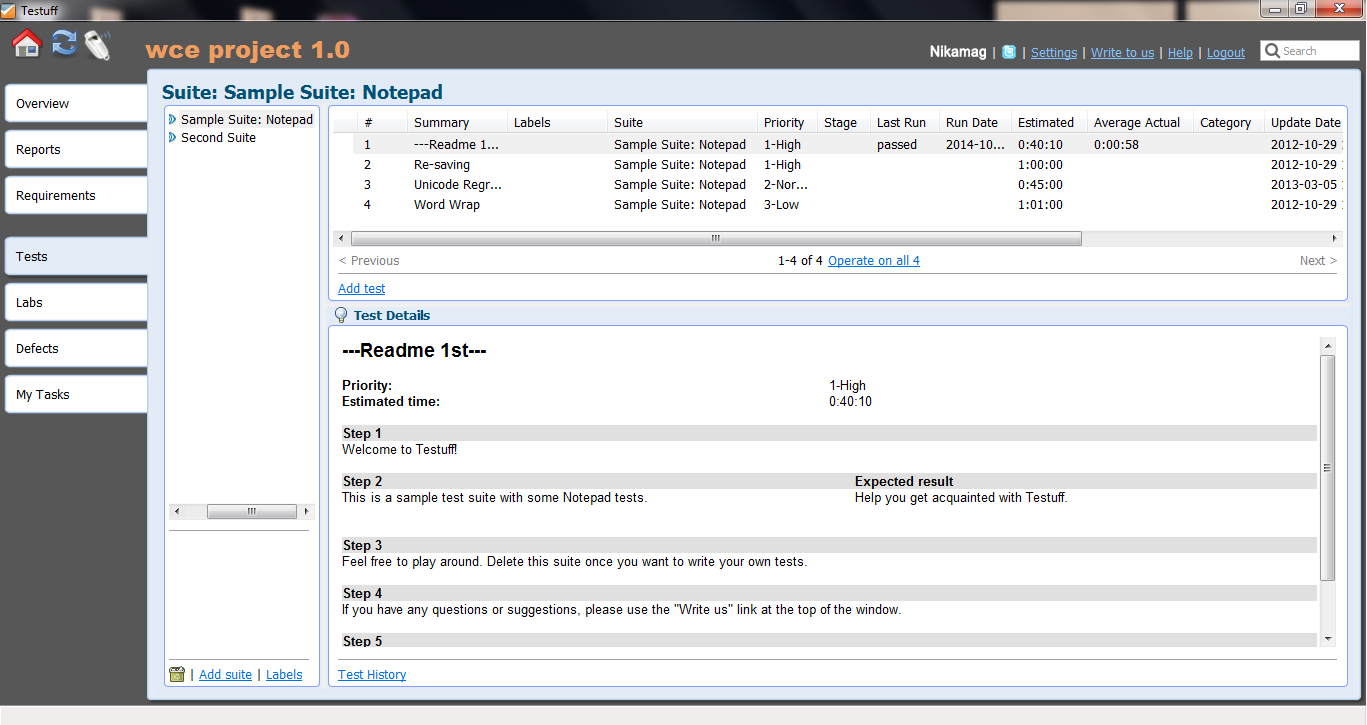 Testuff
wce project 1.0
Nikamag | | Settings | Write to us | Help | Logout
Search
Overview
Reports
Requirements
Tests
Labs
Defects
My Tasks
Suite: Sample Suite: Notepad
Sample Suite: Notepad
Second Suite
| Add suite | Labels
# Summary Labels Suite Priority Stage Last Run Run Date Estimated Average Actual Category Update Date
1 ---Readme 1... Sample Suite: Notepad 1-High passed 2014-10... 0:40:10 0:00:58 2012-10-29
2 Re-saving Sample Suite: Notepad 1-High 1:00:00 2012-10-29
3 Unicode Regr... Sample Suite: Notepad 2-Nor... 0:45:00 2013-03-05
4 Word Wrap Sample Suite: Notepad 3-Low 1:01:00 2012-10-29
< Previous 1-4 of 4 Operate on all 4 Next >
Add test
Test Details
---Readme 1st---
Priority: 1-High
Estimated time: 0:40:10
Step 1
Welcome to Testuff!
Step 2 Expected result
This is a sample test suite with some Notepad tests. Help you get acquainted with Testuff.
Step 3
Feel free to play around. Delete this suite once you want to write your own tests.
Step 4
If you have any questions or suggestions, please use the "Write us" link at the top of the window.
Step 5
Test History